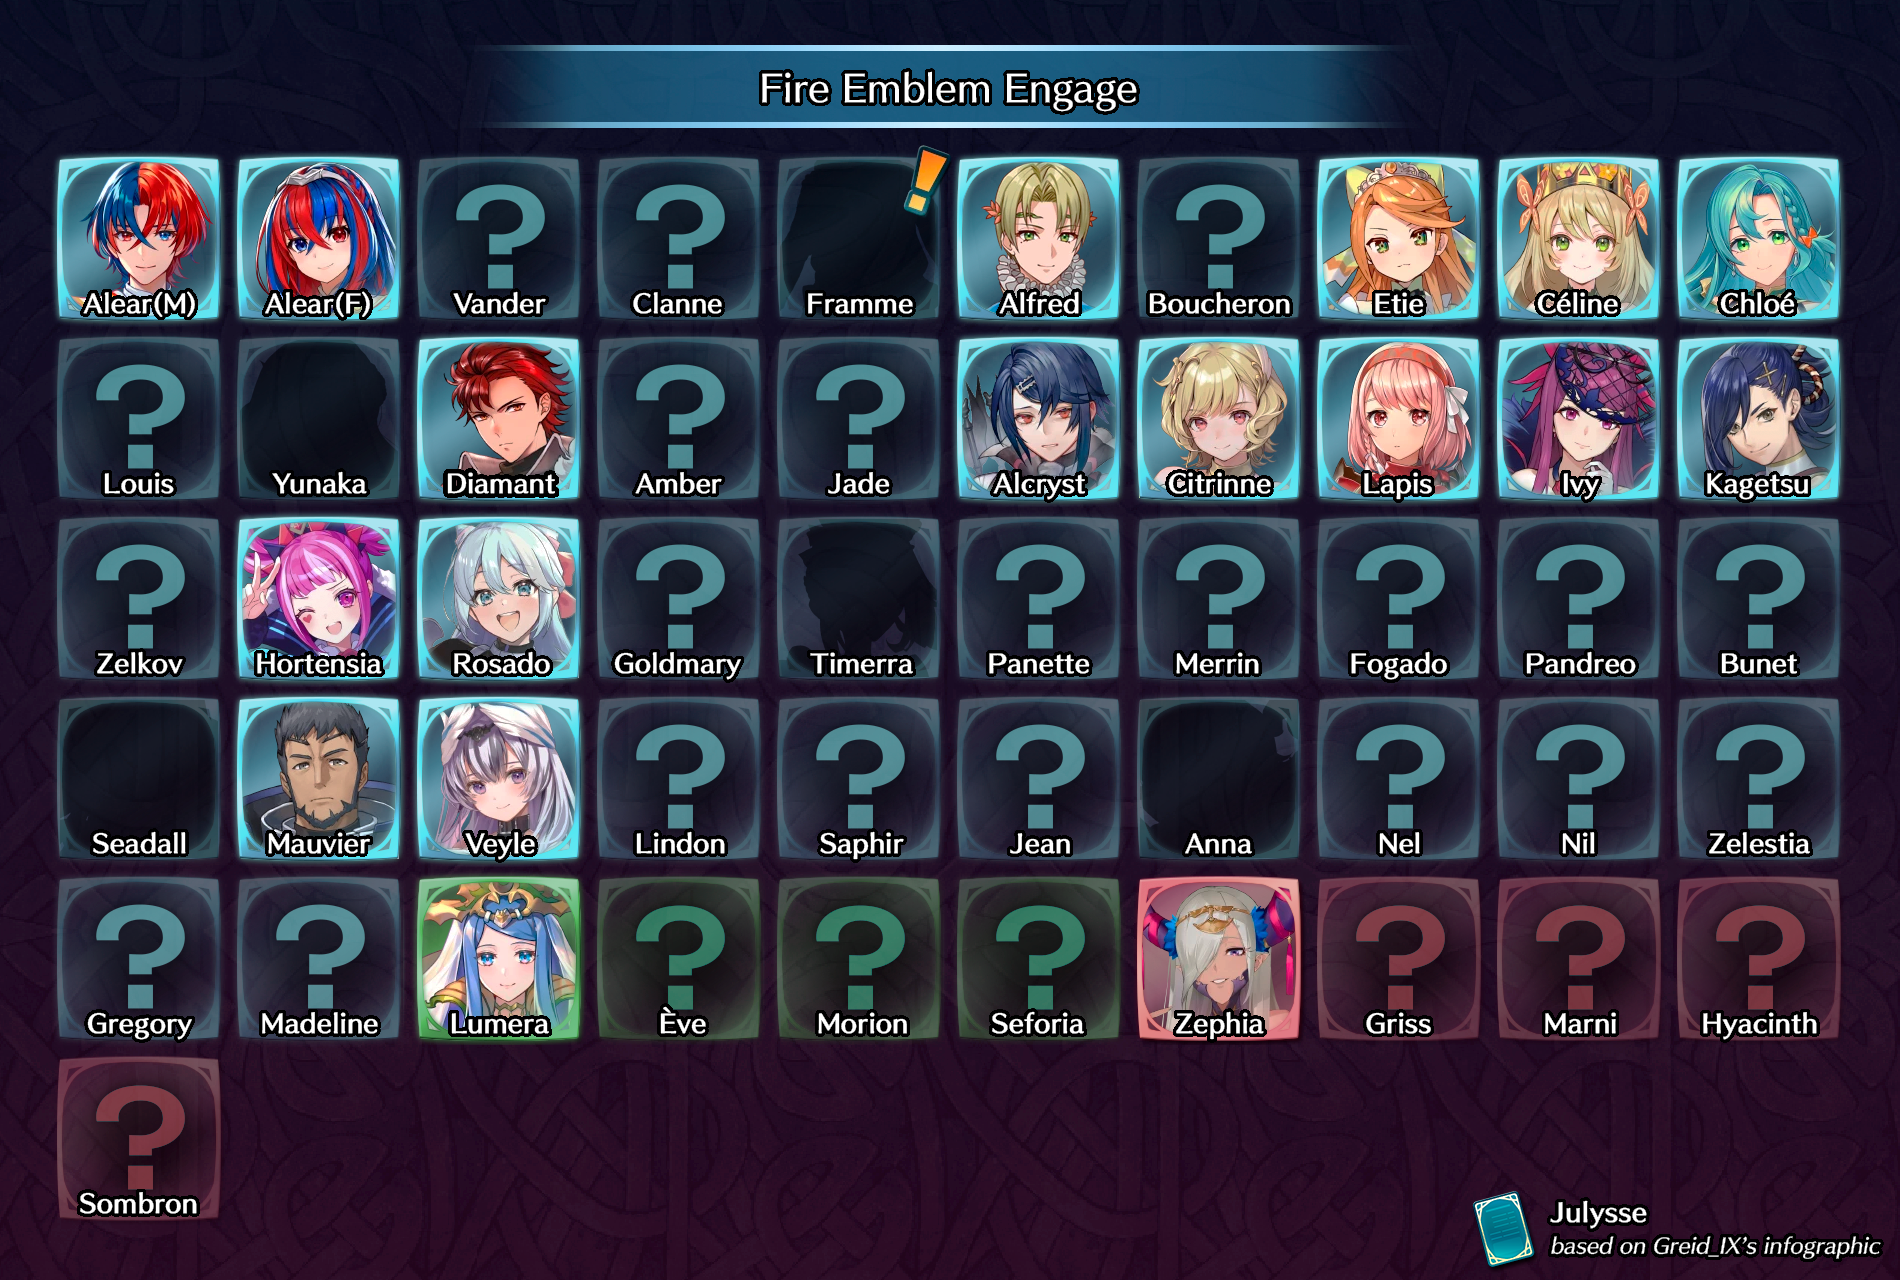 Fire Emblem Engage
Alear(M)
Alear(F)
Vander
Clanne
Framme
Alfred
Boucheron
Etie
Céline
Chloé
Louis
Yunaka
Diamant
Amber
Jade
Alcryst
Citrinne
Lapis
Ivy
Kagetsu
Zelkov
Hortensia
Rosado
Goldmary
Timerra
Panette
Merrin
Fogado
Pandreo
Bunet
Seadall
Mauvier
Veyle
Lindon
Saphir
Jean
Anna
Nel
Nil
Zelestia
Gregory
Madeline
Lumera
Ève
Morion
Seforia
Zephia
Griss
Marni
Hyacinth
Sombron
Julysse
based on Greid_IX's infographic